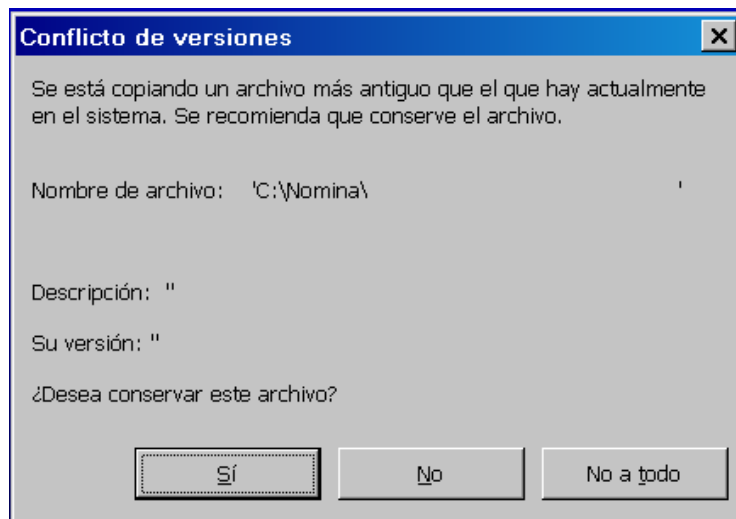 Conflicto de versiones
Se está copiando un archivo más antiguo que el que hay actualmente
en el sistema. Se recomienda que conserve el archivo.
Nombre de archivo: 'C:\Nomina\ '
Descripción: ''
Su versión: ''
¿Desea conservar este archivo?
Sí No No a todo